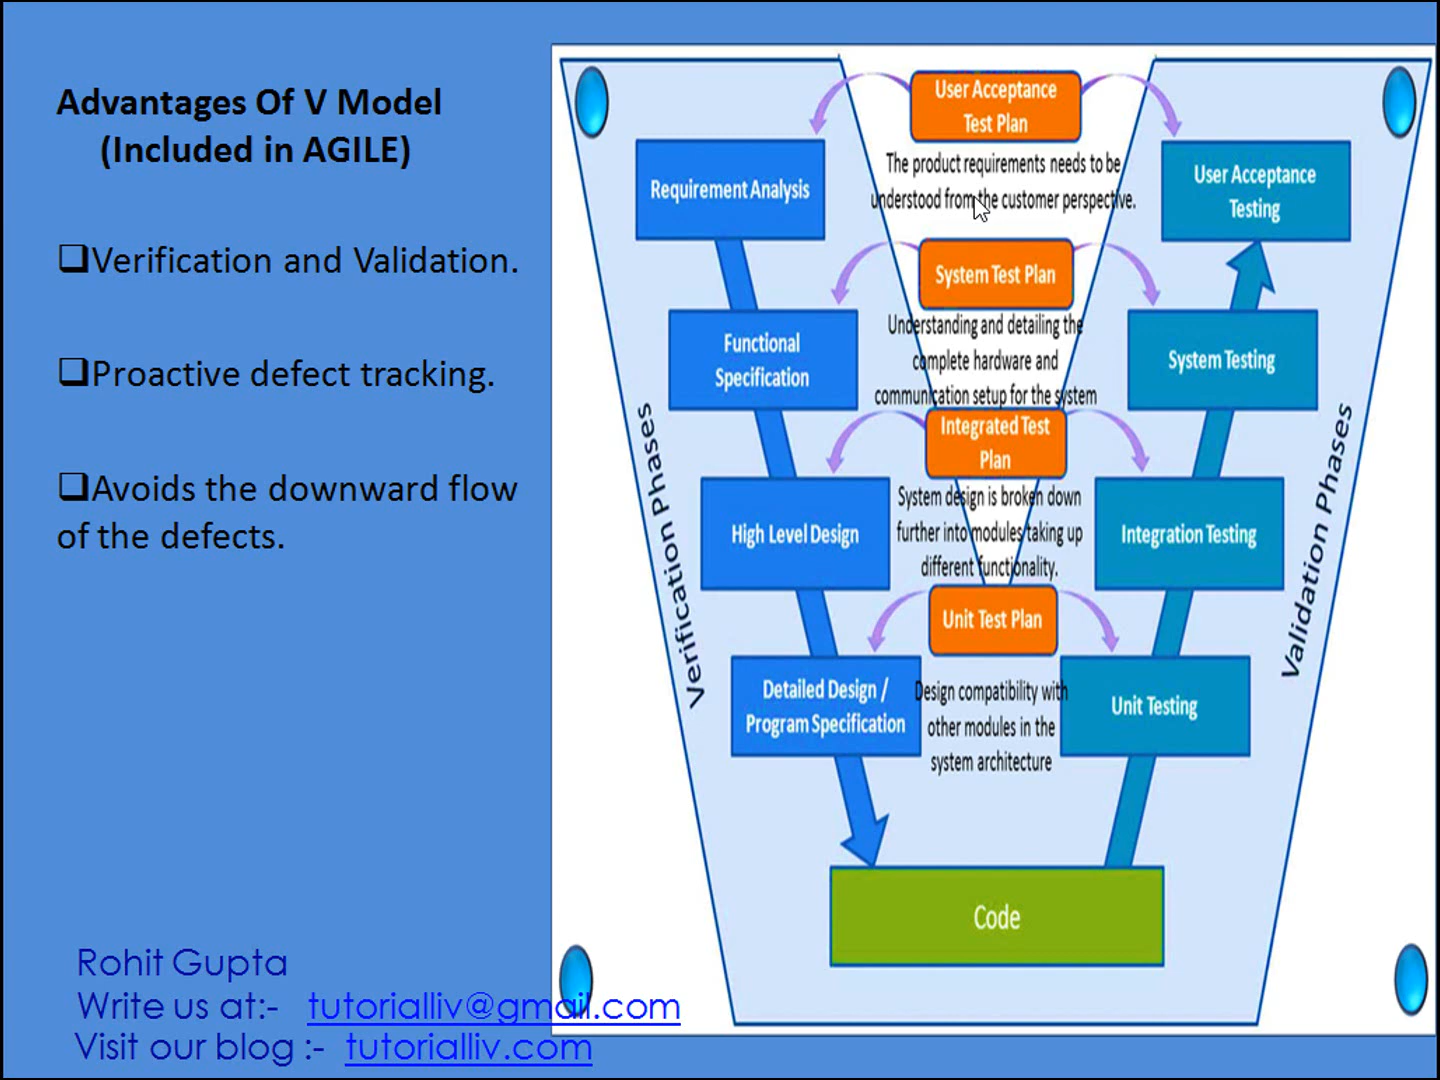 Advantages Of V Model
(Included in AGILE)
❑Verification and Validation.
❑Proactive defect tracking.
❑Avoids the downward flow
of the defects.
Rohit Gupta
Write us at:- tutorialliv@gmail.com
Visit our blog :- tutorialliv.com
User Acceptance
Test Plan
The product requirements needs to be
understood from the customer perspective.
Requirement Analysis
User Acceptance
Testing
System Test Plan
Understanding and detailing the
complete hardware and
communication setup for the system
Functional
Specification
System Testing
Integrated Test
Plan
System design is broken down
further into modules taking up
different functionality.
High Level Design
Integration Testing
Unit Test Plan
Design compatibility with
other modules in the
system architecture
Detailed Design /
Program Specification
Unit Testing
Verification Phases
Validation Phases
Code